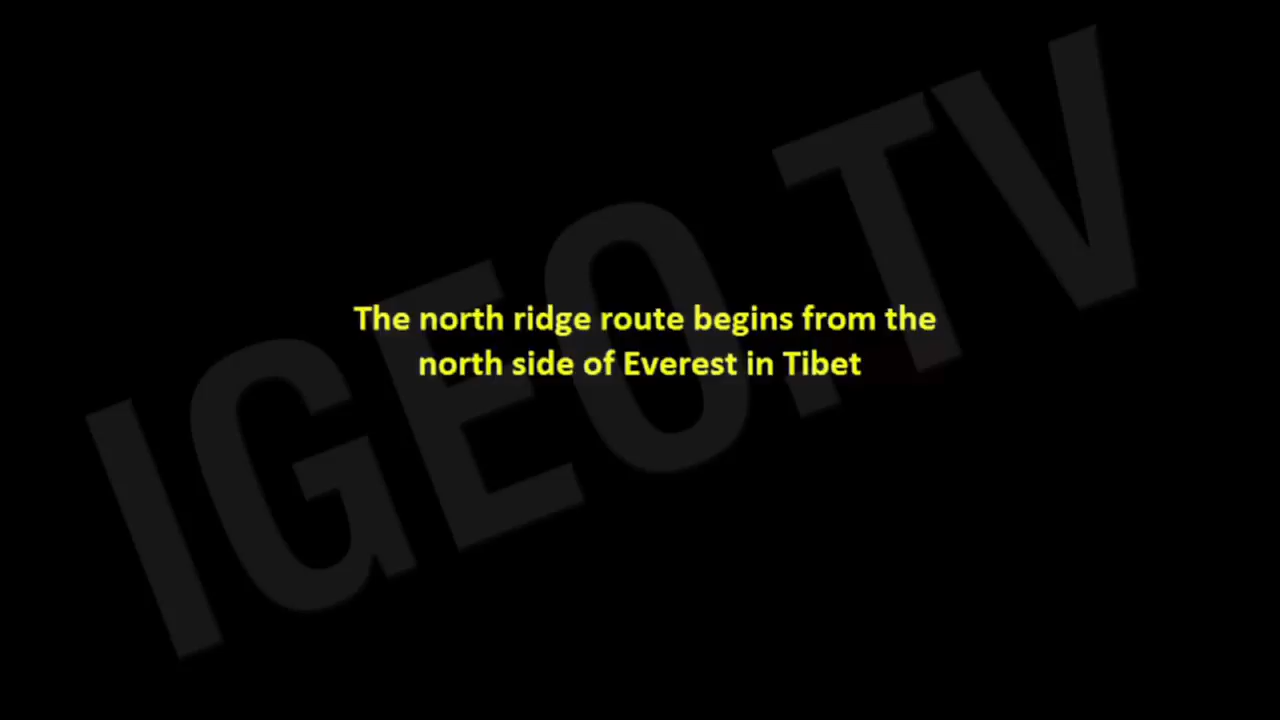 The north ridge route begins from the
north side of Everest in Tibet
IGEO.TV